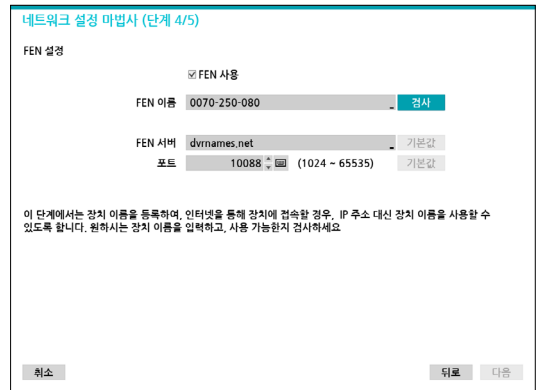 네트워크 설정 마법사 (단계 4/5)
FEN 설정
FEN 사용
FEN 이름 0070-250-080 검사
FEN 서버 dvrnames.net 기본값
포트 10088 (1024 ~ 65535) 기본값
이 단계에서는 장치 이름을 등록하여, 인터넷을 통해 장치에 접속할 경우, IP 주소 대신 장치 이름을 사용할 수
있도록 합니다. 원하시는 장치 이름을 입력하고, 사용 가능한지 검사하세요
취소 뒤로 다음